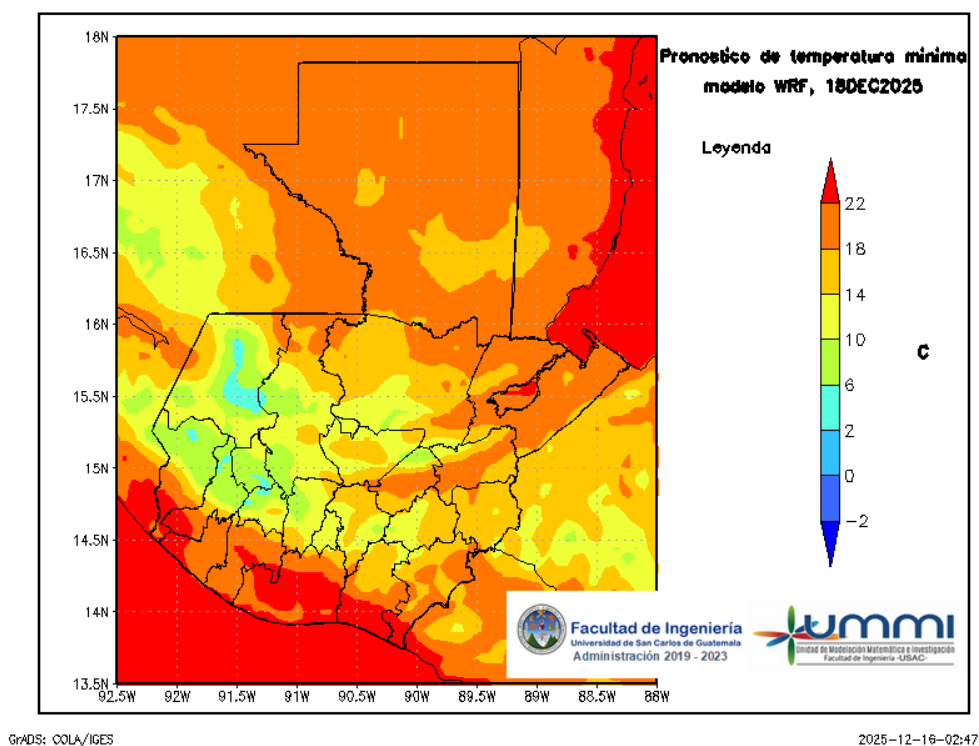 Pronostico de temperatura minima
modelo WRF, 18DEC2025
Leyenda
22
18
14
10
6
2
0
-2
C
18N
17.5N
17N
16.5N
16N
15.5N
15N
14.5N
14N
13.5N
92.5W 92W 91.5W 91W 90.5W 90W 89.5W 89W 88.5W 88W
Facultad de Ingeniería
Universidad de San Carlos de Guatemala
Administración 2019 - 2023
ummi
Unidad de Modelación Matemática e Investigación
Facultad de Ingeniería -USAC-
GrADS: COLA/IGES
2025-12-16-02:47